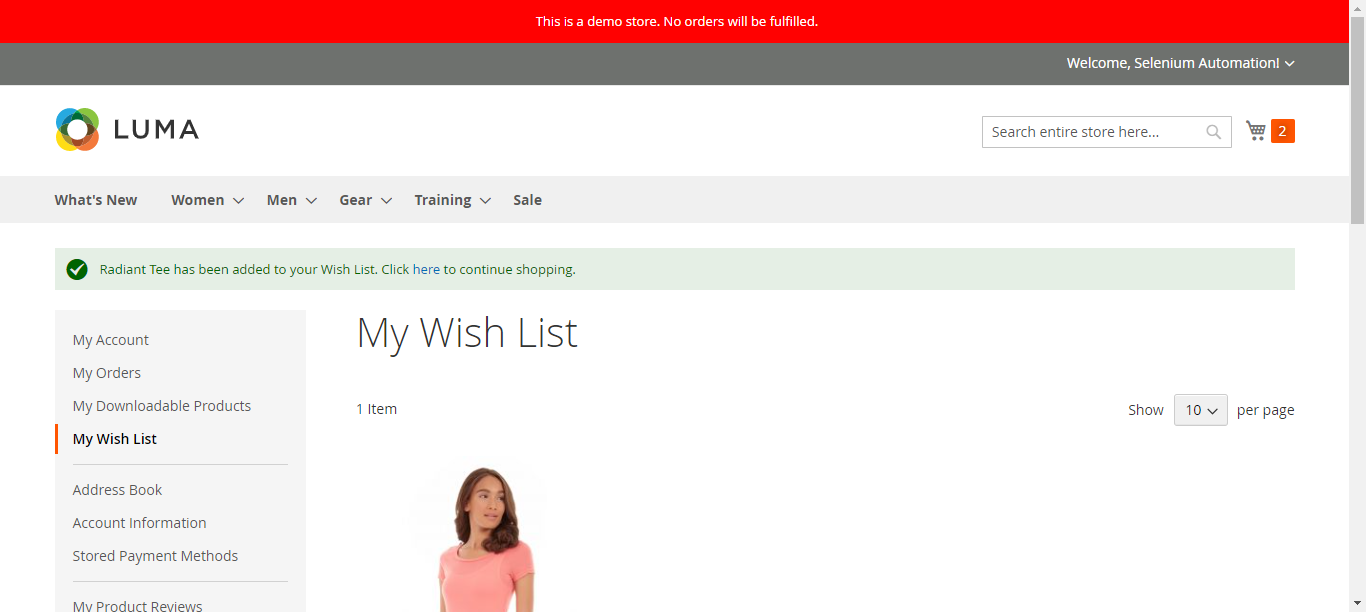 This is a demo store. No orders will be fulfilled.
Welcome, Selenium Automation!
LUMA
Search entire store here...
2
What's New Women Men Gear Training Sale
Radiant Tee has been added to your Wish List. Click here to continue shopping.
My Account
My Orders
My Downloadable Products
My Wish List
Address Book
Account Information
Stored Payment Methods
My Product Reviews
My Wish List
1 Item
Show 10 per page